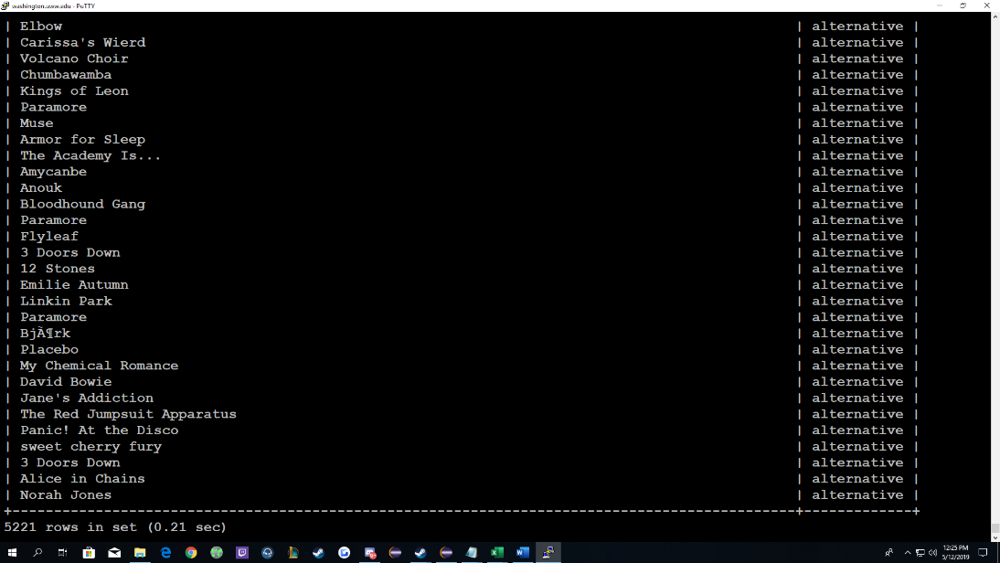 washington.uww.edu - PuTTY
| Elbow | alternative |
| Carissa's Wierd | alternative |
| Volcano Choir | alternative |
| Chumbawamba | alternative |
| Kings of Leon | alternative |
| Paramore | alternative |
| Muse | alternative |
| Armor for Sleep | alternative |
| The Academy Is... | alternative |
| Amycanbe | alternative |
| Anouk | alternative |
| Bloodhound Gang | alternative |
| Paramore | alternative |
| Flyleaf | alternative |
| 3 Doors Down | alternative |
| 12 Stones | alternative |
| Emilie Autumn | alternative |
| Linkin Park | alternative |
| Paramore | alternative |
| BjÃ¶rk | alternative |
| Placebo | alternative |
| My Chemical Romance | alternative |
| David Bowie | alternative |
| Jane's Addiction | alternative |
| The Red Jumpsuit Apparatus | alternative |
| Panic! At the Disco | alternative |
| sweet cherry fury | alternative |
| 3 Doors Down | alternative |
| Alice in Chains | alternative |
| Norah Jones | alternative |
+-----------------------------------------------------------------------------------------------+-------------+
5221 rows in set (0.21 sec)
12:25 PM
5/12/2019